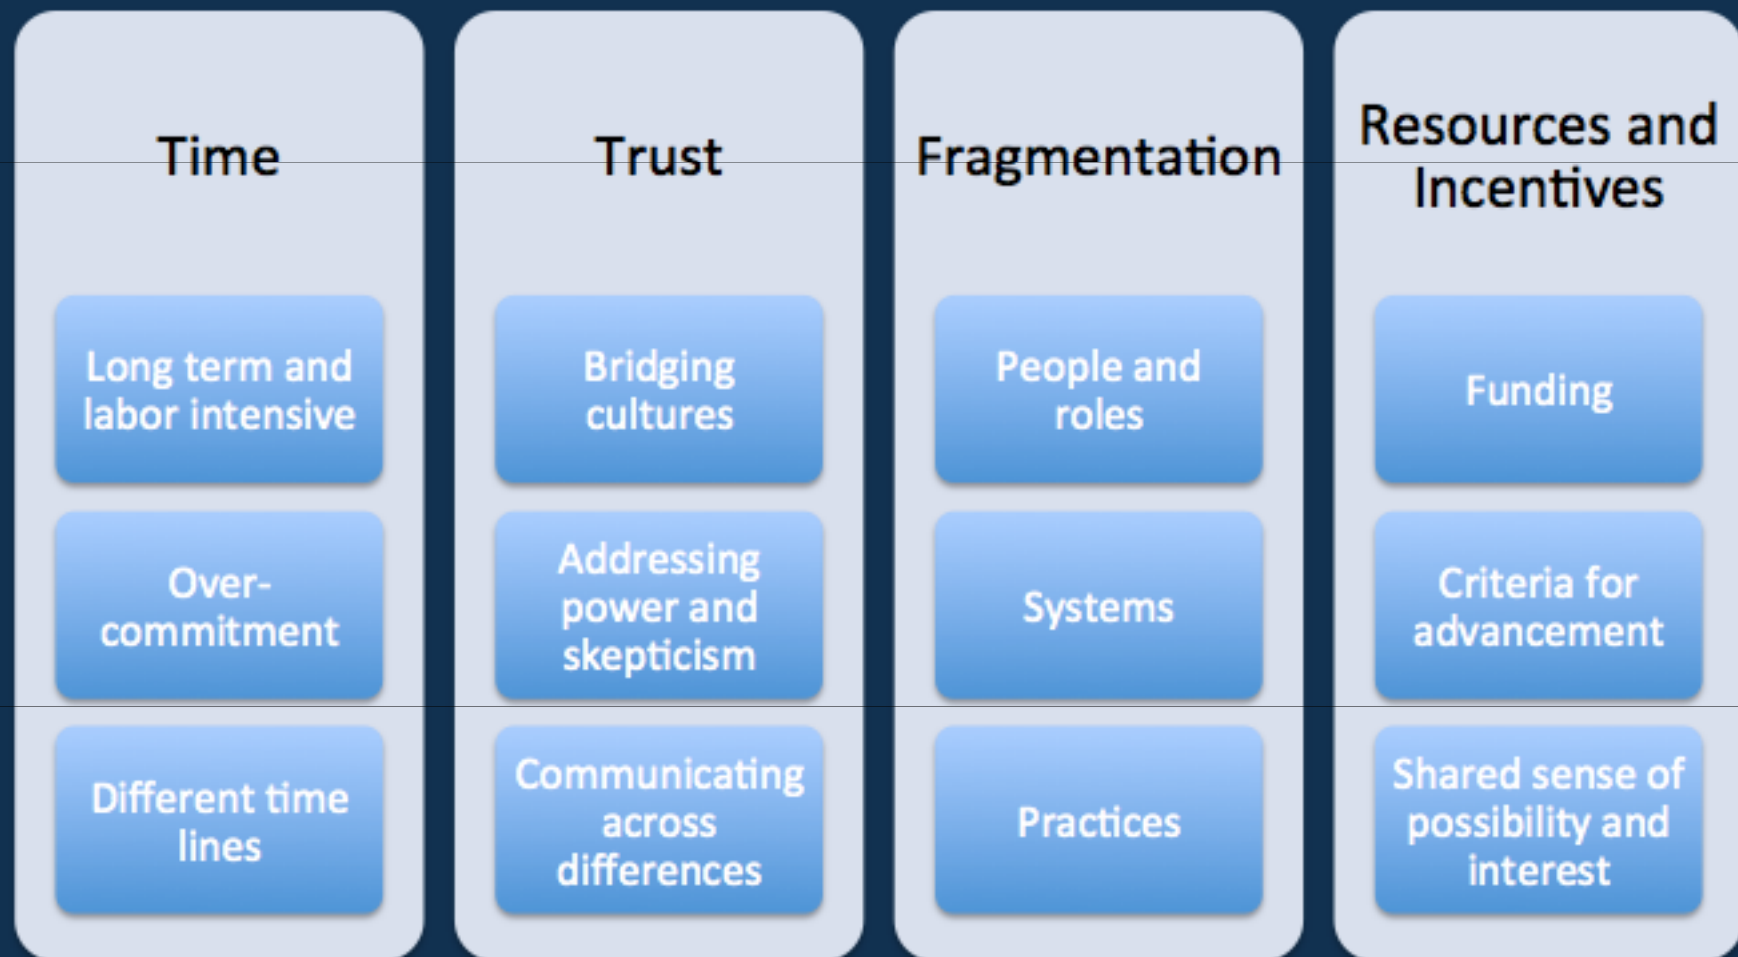 Time
Long term and
labor intensive
Over-
commitment
Different time
lines
Trust
Bridging
cultures
Addressing
power and
skepticism
Communicating
across
differences
Fragmentation
People and
roles
Systems
Practices
Resources and
Incentives
Funding
Criteria for
advancement
Shared sense of
possibility and
interest